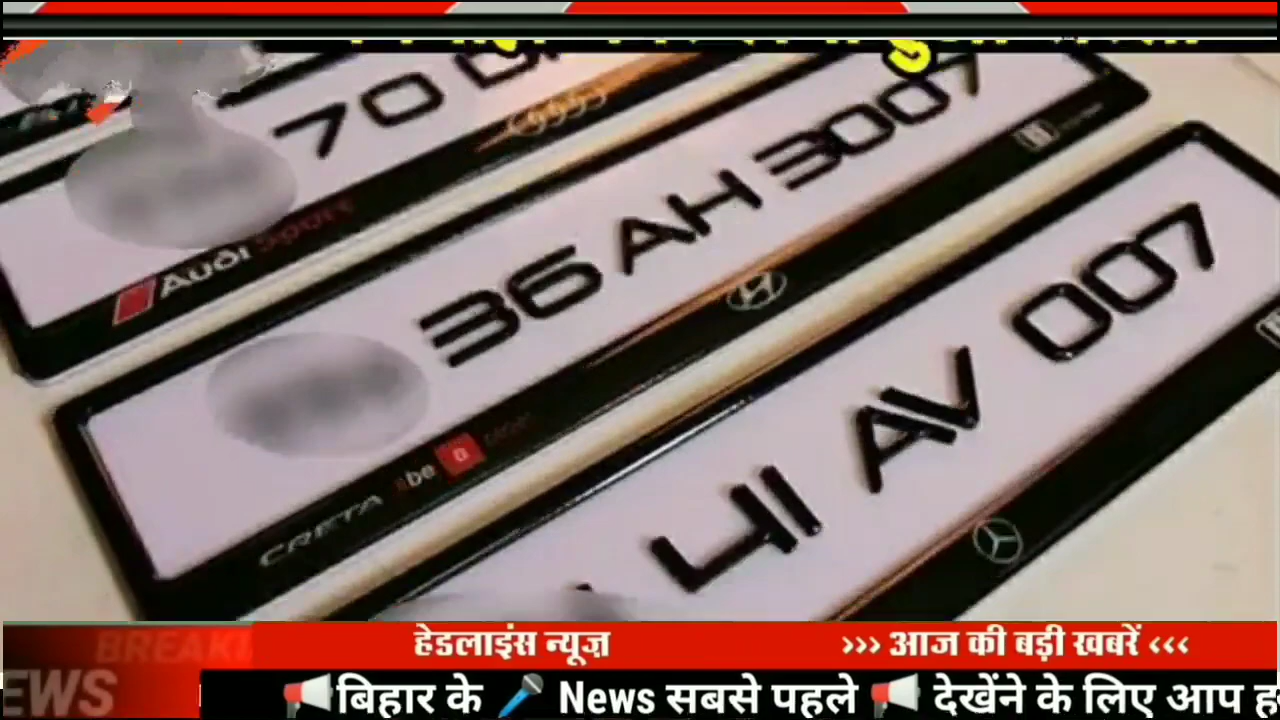 70
Audi Sport
36 AH 3007
CRETA
41 AV 007
BREAKI
EWS
हेडलाइंस न्यूज़
>>> आज की बड़ी खबरें <<<
बिहार के News सबसे पहले देखेंने के लिए आप ह